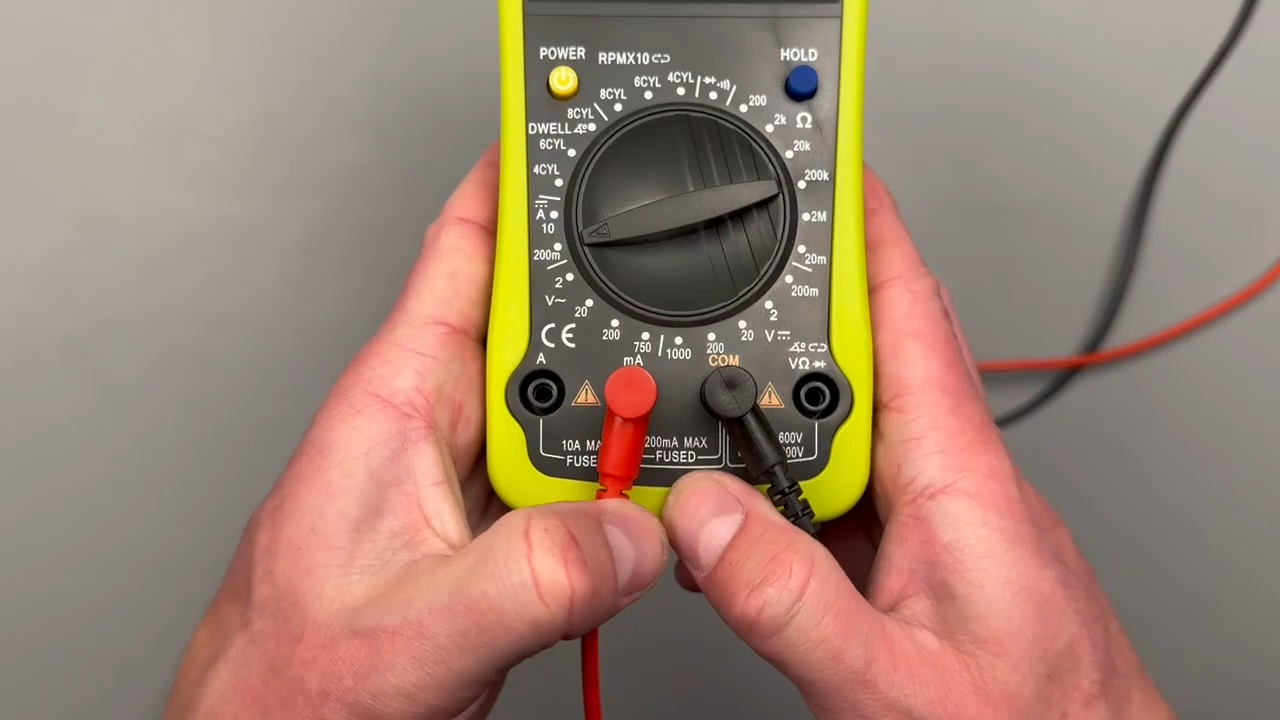 POWER
HOLD
RPMX10
8CYL
6CYL
4CYL
200
2k
Ω
20k
200k
2M
20m
200m
2
V⎓
20
200
1000
750
200
20
V~
2
200m
10
A⎓
4CYL
6CYL
DWELL
8CYL
CE
A
mA
COM
VΩ
10A MA
FUSE
200mA MAX
FUSED
600V
00V